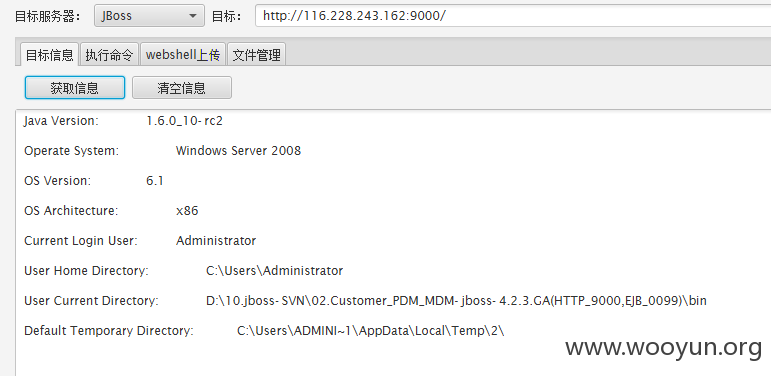 目标服务器： JBoss 目标： http://116.228.243.162:9000/
目标信息 执行命令 webshell上传 文件管理
获取信息 清空信息
Java Version: 1.6.0_10-rc2
Operate System: Windows Server 2008
OS Version: 6.1
OS Architecture: x86
Current Login User: Administrator
User Home Directory: C:\Users\Administrator
User Current Directory: D:\10.jboss-SVN\02.Customer_PDM_MDM-jboss-4.2.3.GA(HTTP_9000,EJB_0099)\bin
Default Temporary Directory: C:\Users\ADMINI~1\AppData\Local\Temp\2\
www.wooyun.org